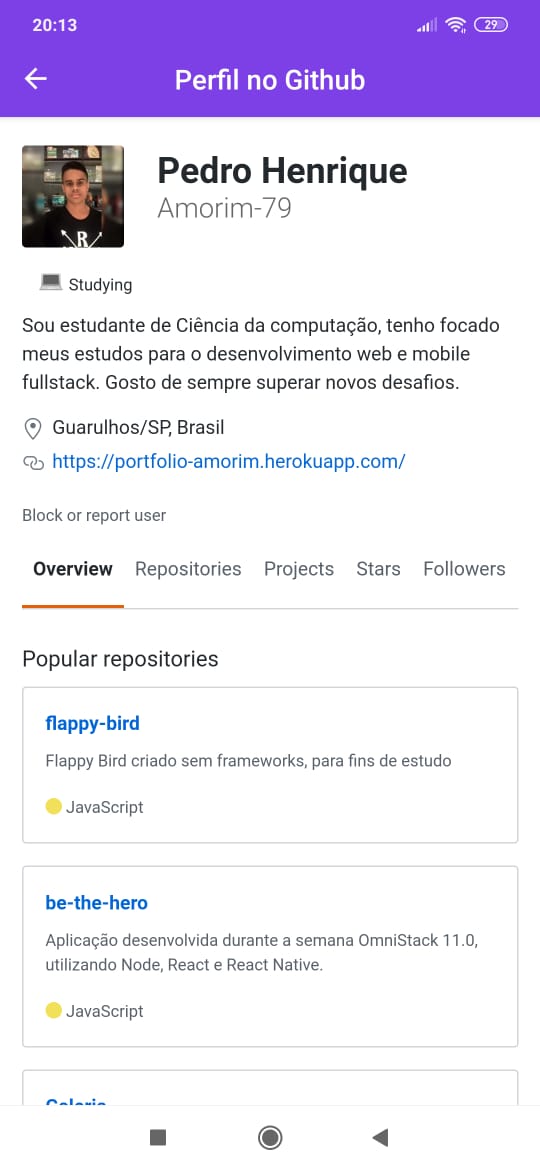 20:13
29
Perfil no Github
Pedro Henrique
Amorim-79
R
Studying
Sou estudante de Ciência da computação, tenho focado
meus estudos para o desenvolvimento web e mobile
fullstack. Gosto de sempre superar novos desafios.
Guarulhos/SP, Brasil
https://portfolio-amorim.herokuapp.com/
Block or report user
Overview Repositories Projects Stars Followers
Popular repositories
flappy-bird
Flappy Bird criado sem frameworks, para fins de estudo
JavaScript
be-the-hero
Aplicação desenvolvida durante a semana OmniStack 11.0,
utilizando Node, React e React Native.
JavaScript